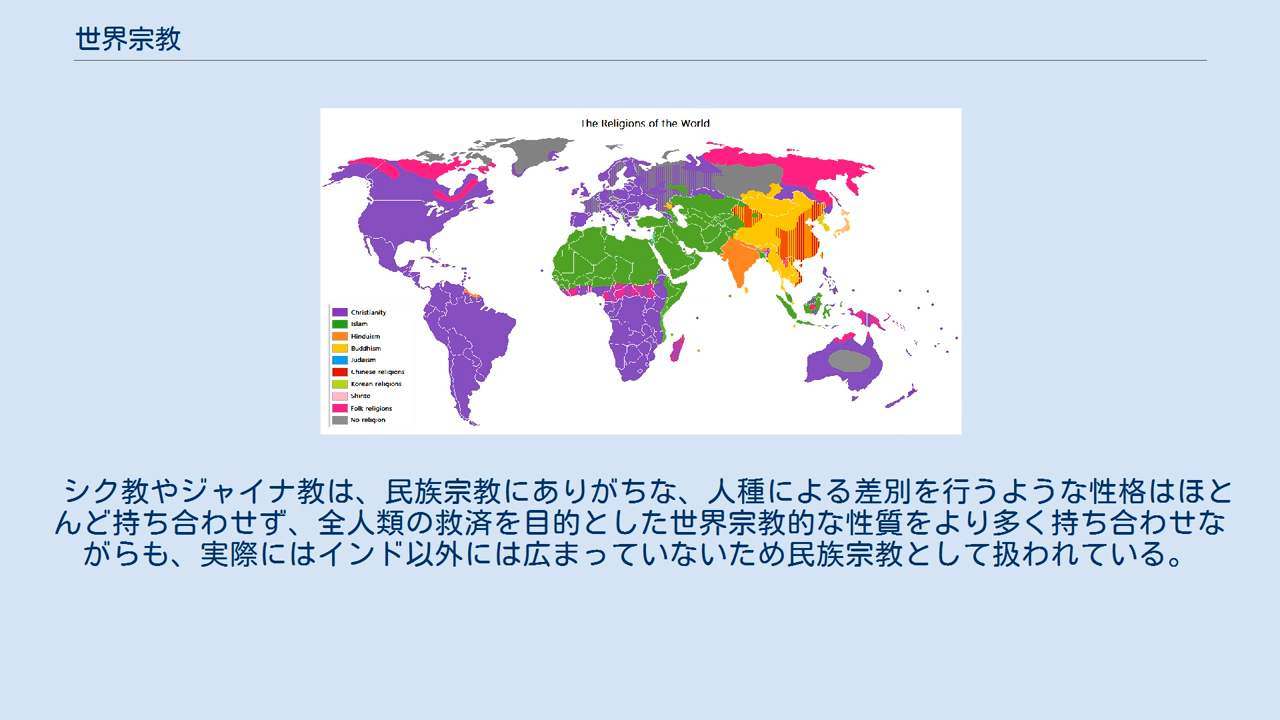 世界宗教
The Religions of the World
Christianity
Islam
Hinduism
Buddhism
Judaism
Chinese religions
Korean religions
Shinto
Folk religions
No religion
シク教やジャイナ教は、民族宗教にありがちな、人種による差別を行うような性格はほと
んど持ち合わせず、全人類の救済を目的とした世界宗教的な性質をより多く持ち合わせな
がらも、実際にはインド以外には広まっていないため民族宗教として扱われている。